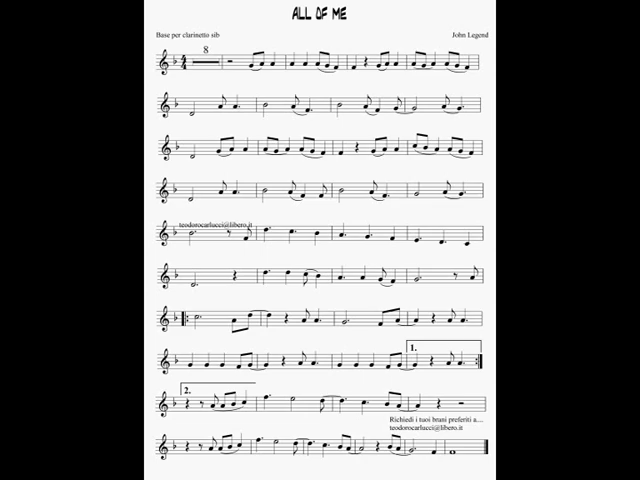 ALL OF ME
Base per clarinetto sib
John Legend
8
teodorocarlucci@libero.it
1.
2.
Richiedi i tuoi brani preferiti a....
teodorocarlucci@libero.it